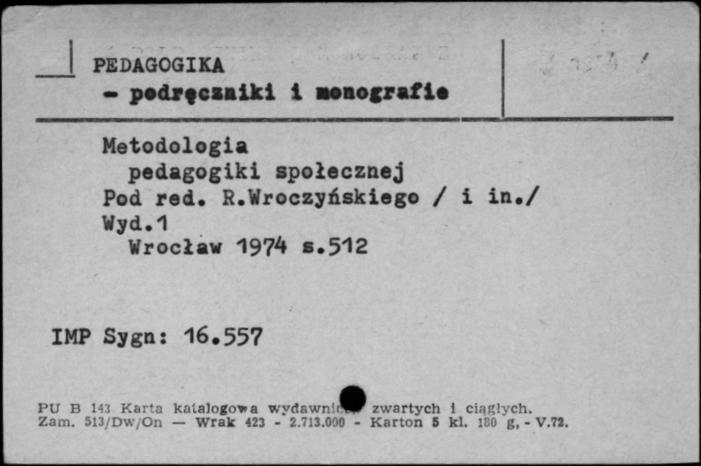 PEDAGOGIKA
- podręczniki i monografie
Metodologia
pedagogiki społecznej
Pod red. R.Wroczyńskiego / i in./
Wyd.1
Wrocław 1974 s.512
IMP Sygn: 16.557
PU B 143 Karta katalogowa zwartych i ciągłych.
Zam. 513/Dw/On — Wrak 423 - 2.713.000 - Karton 5 kl. 180 g, - V.72.